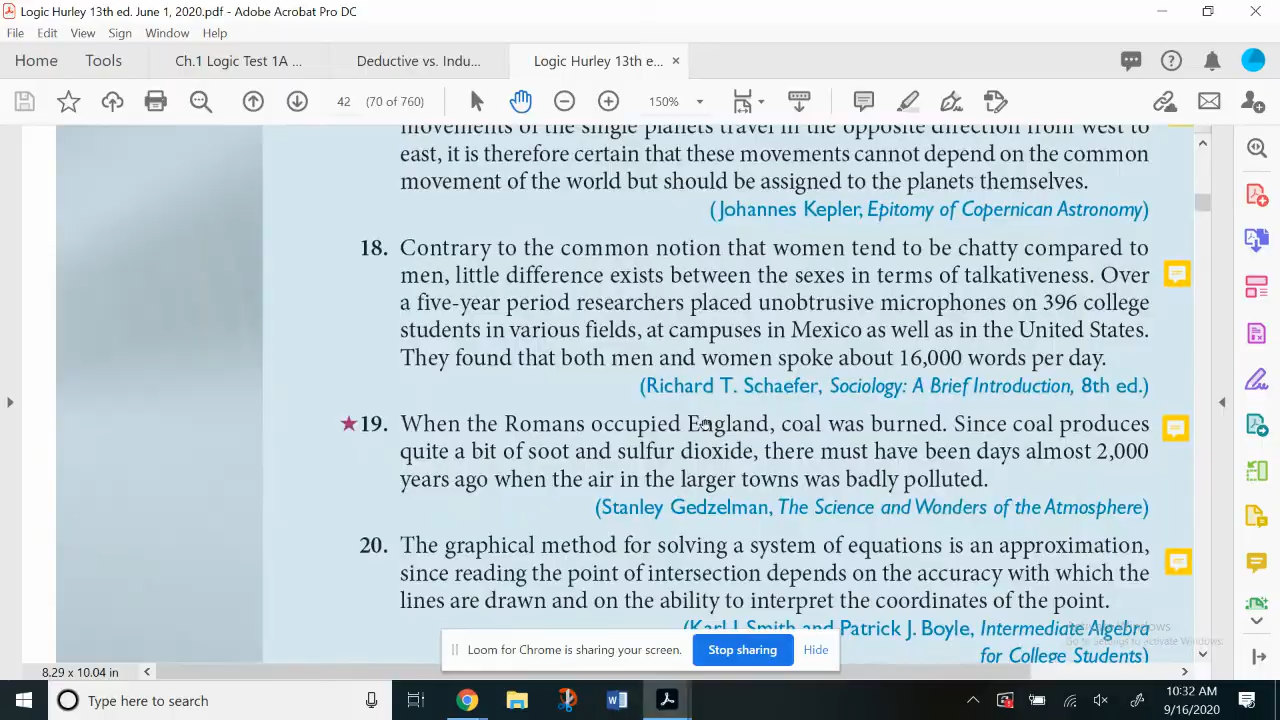 Logic Hurley 13th ed. June 1, 2020.pdf - Adobe Acrobat Pro DC
File Edit View Sign Window Help
Home Tools Ch.1 Logic Test 1A ... Deductive vs. Indu... Logic Hurley 13th e... ×
42 (70 of 760) 150%
movements of the single planets travel in the opposite direction from west to
east, it is therefore certain that these movements cannot depend on the common
movement of the world but should be assigned to the planets themselves.
(Johannes Kepler, Epitomy of Copernican Astronomy)
18. Contrary to the common notion that women tend to be chatty compared to
men, little difference exists between the sexes in terms of talkativeness. Over
a five-year period researchers placed unobtrusive microphones on 396 college
students in various fields, at campuses in Mexico as well as in the United States.
They found that both men and women spoke about 16,000 words per day.
(Richard T. Schaefer, Sociology: A Brief Introduction, 8th ed.)
★19. When the Romans occupied England, coal was burned. Since coal produces
quite a bit of soot and sulfur dioxide, there must have been days almost 2,000
years ago when the air in the larger towns was badly polluted.
(Stanley Gedzelman, The Science and Wonders of the Atmosphere)
20. The graphical method for solving a system of equations is an approximation,
since reading the point of intersection depends on the accuracy with which the
lines are drawn and on the ability to interpret the coordinates of the point.
(Karl J. Smith and Patrick J. Boyle, Intermediate Algebra
for College Students)
Activate Windows
Go to Settings to activate Windows.
Loom for Chrome is sharing your screen. Stop sharing Hide
8.29 x 10.04 in
Type here to search
10:32 AM
9/16/2020